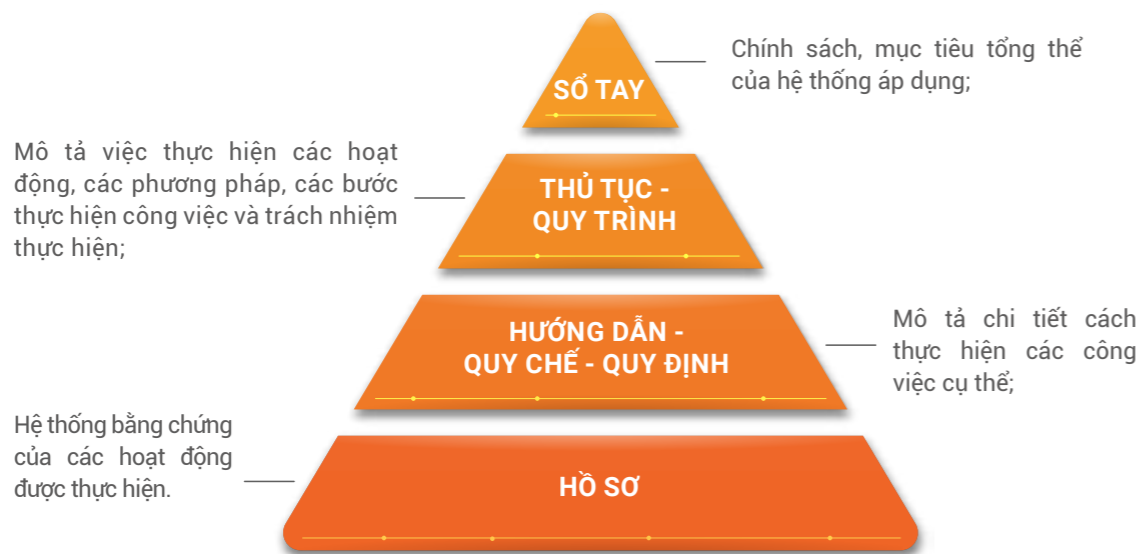 Chính sách, mục tiêu tổng thể
của hệ thống áp dụng;
SỔ TAY
Mô tả việc thực hiện các hoạt
động, các phương pháp, các bước
thực hiện công việc và trách nhiệm
thực hiện;
THỦ TỤC -
QUY TRÌNH
HƯỚNG DẪN -
QUY CHẾ - QUY ĐỊNH
Mô tả chi tiết cách
thực hiện các công
việc cụ thể;
Hệ thống bằng chứng
của các hoạt động
được thực hiện.
HỒ SƠ